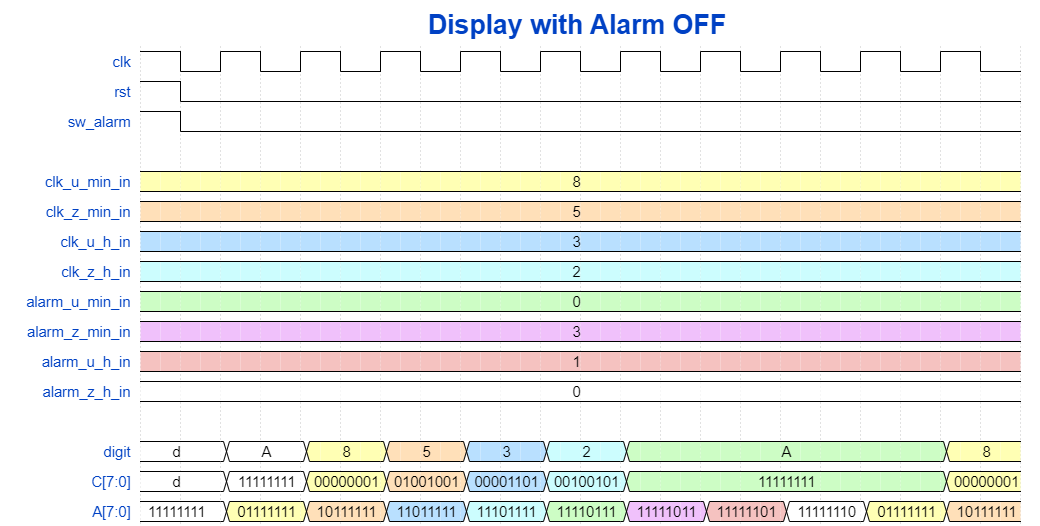 Display with Alarm OFF
clk
rst
sw_alarm
clk_u_min_in 8
clk_z_min_in 5
clk_u_h_in 3
clk_z_h_in 2
alarm_u_min_in 0
alarm_z_min_in 3
alarm_u_h_in 1
alarm_z_h_in 0
digit d A 8 5 3 2 A 8
C[7:0] d 11111111 00000001 01001001 00001101 00100101 11111111 00000001
A[7:0] 11111111 01111111 10111111 11011111 11101111 11110111 11111011 11111101 11111110 01111111 10111111